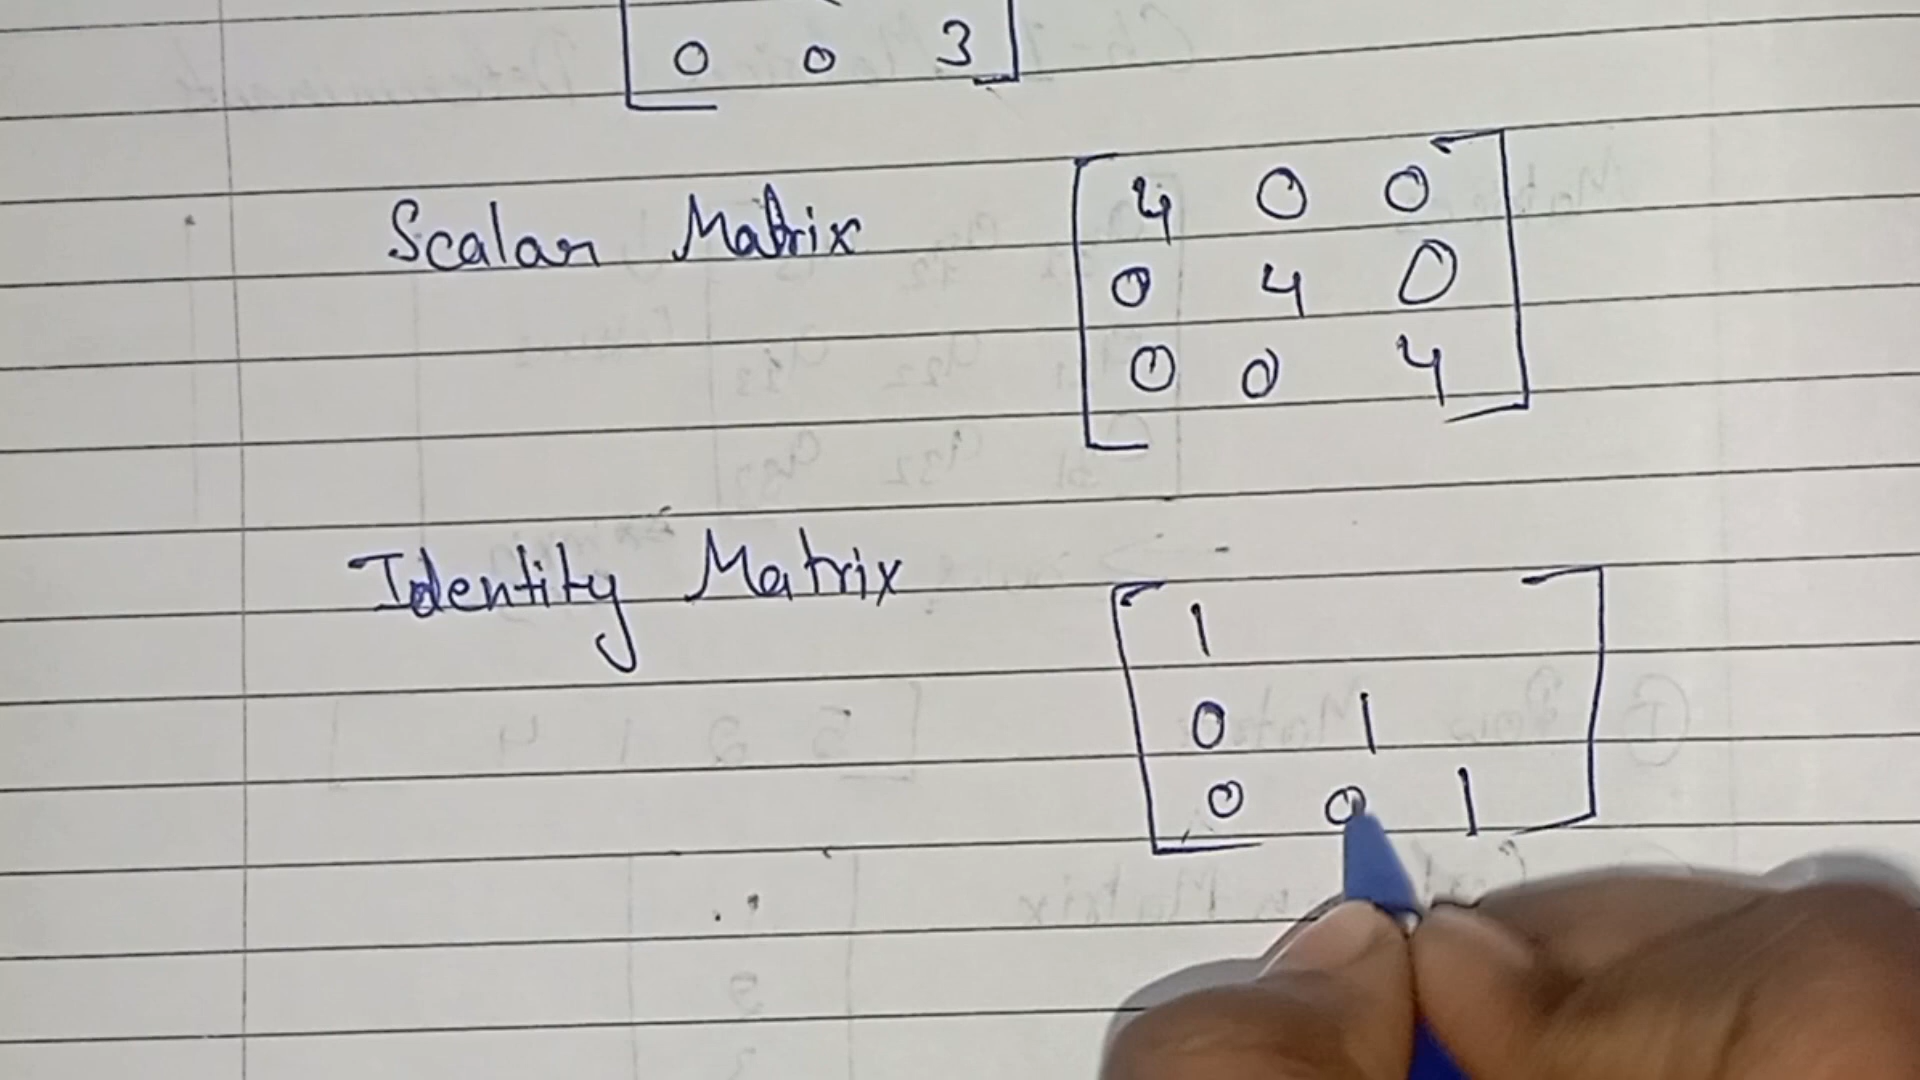 0 0 3
Scalar Matrix
4 0 0
0 4 0
0 0 4
Identity Matrix
1
0 1
0 0 1